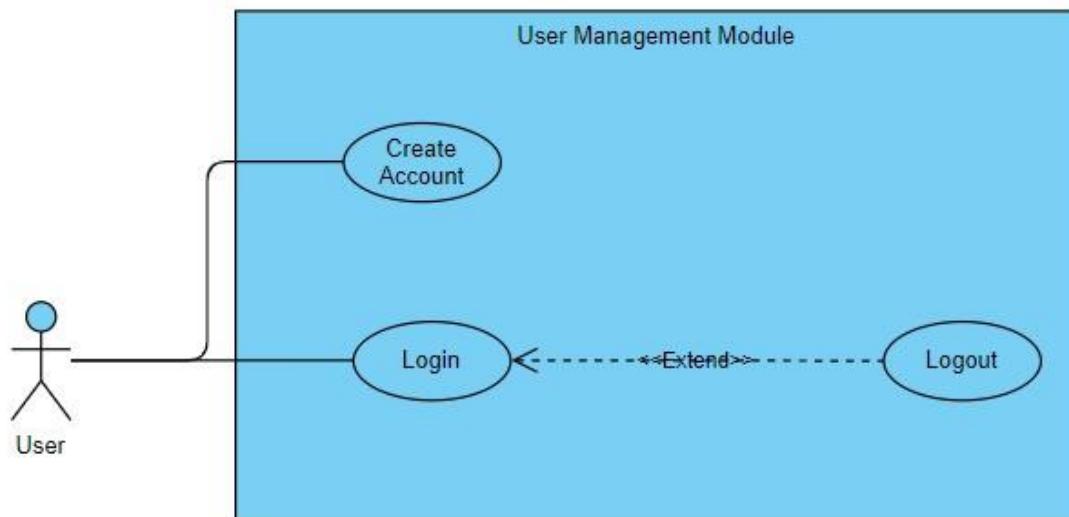 User Management Module
Create
Account
Login
<<Extend>>
Logout
User